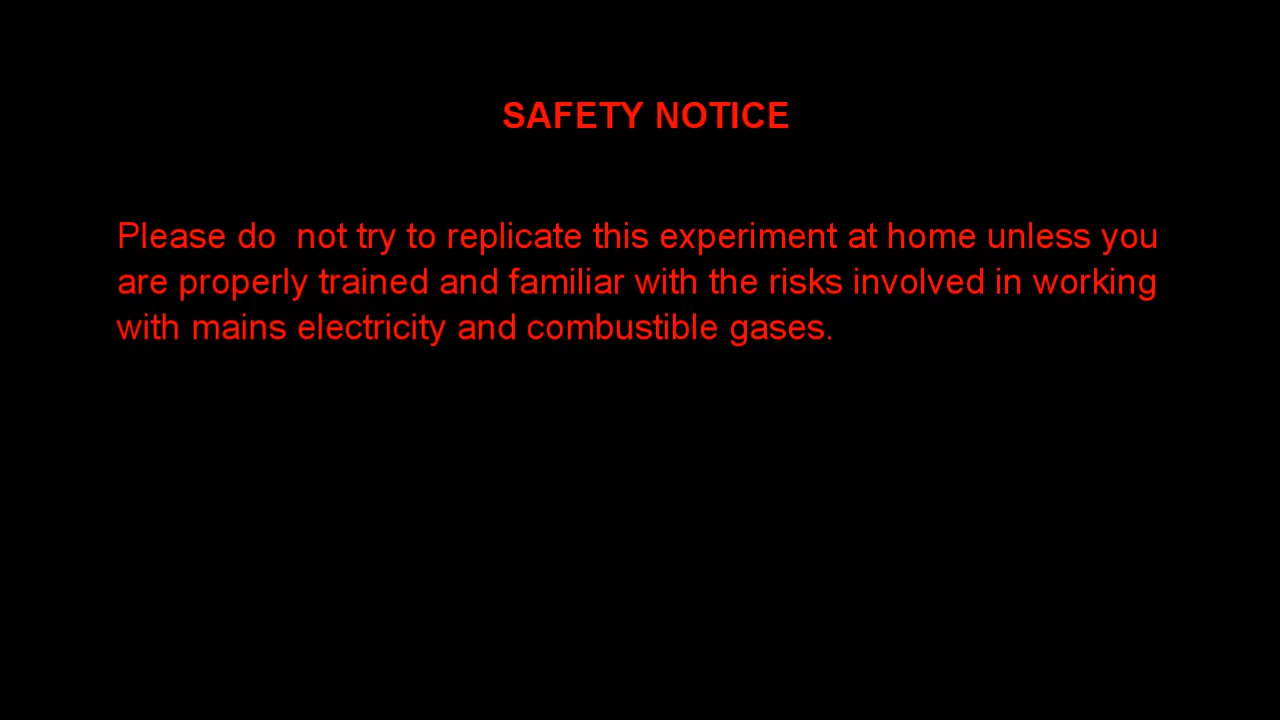 SAFETY NOTICE
Please do  not try to replicate this experiment at home unless you
are properly trained and familiar with the risks involved in working
with mains electricity and combustible gases.